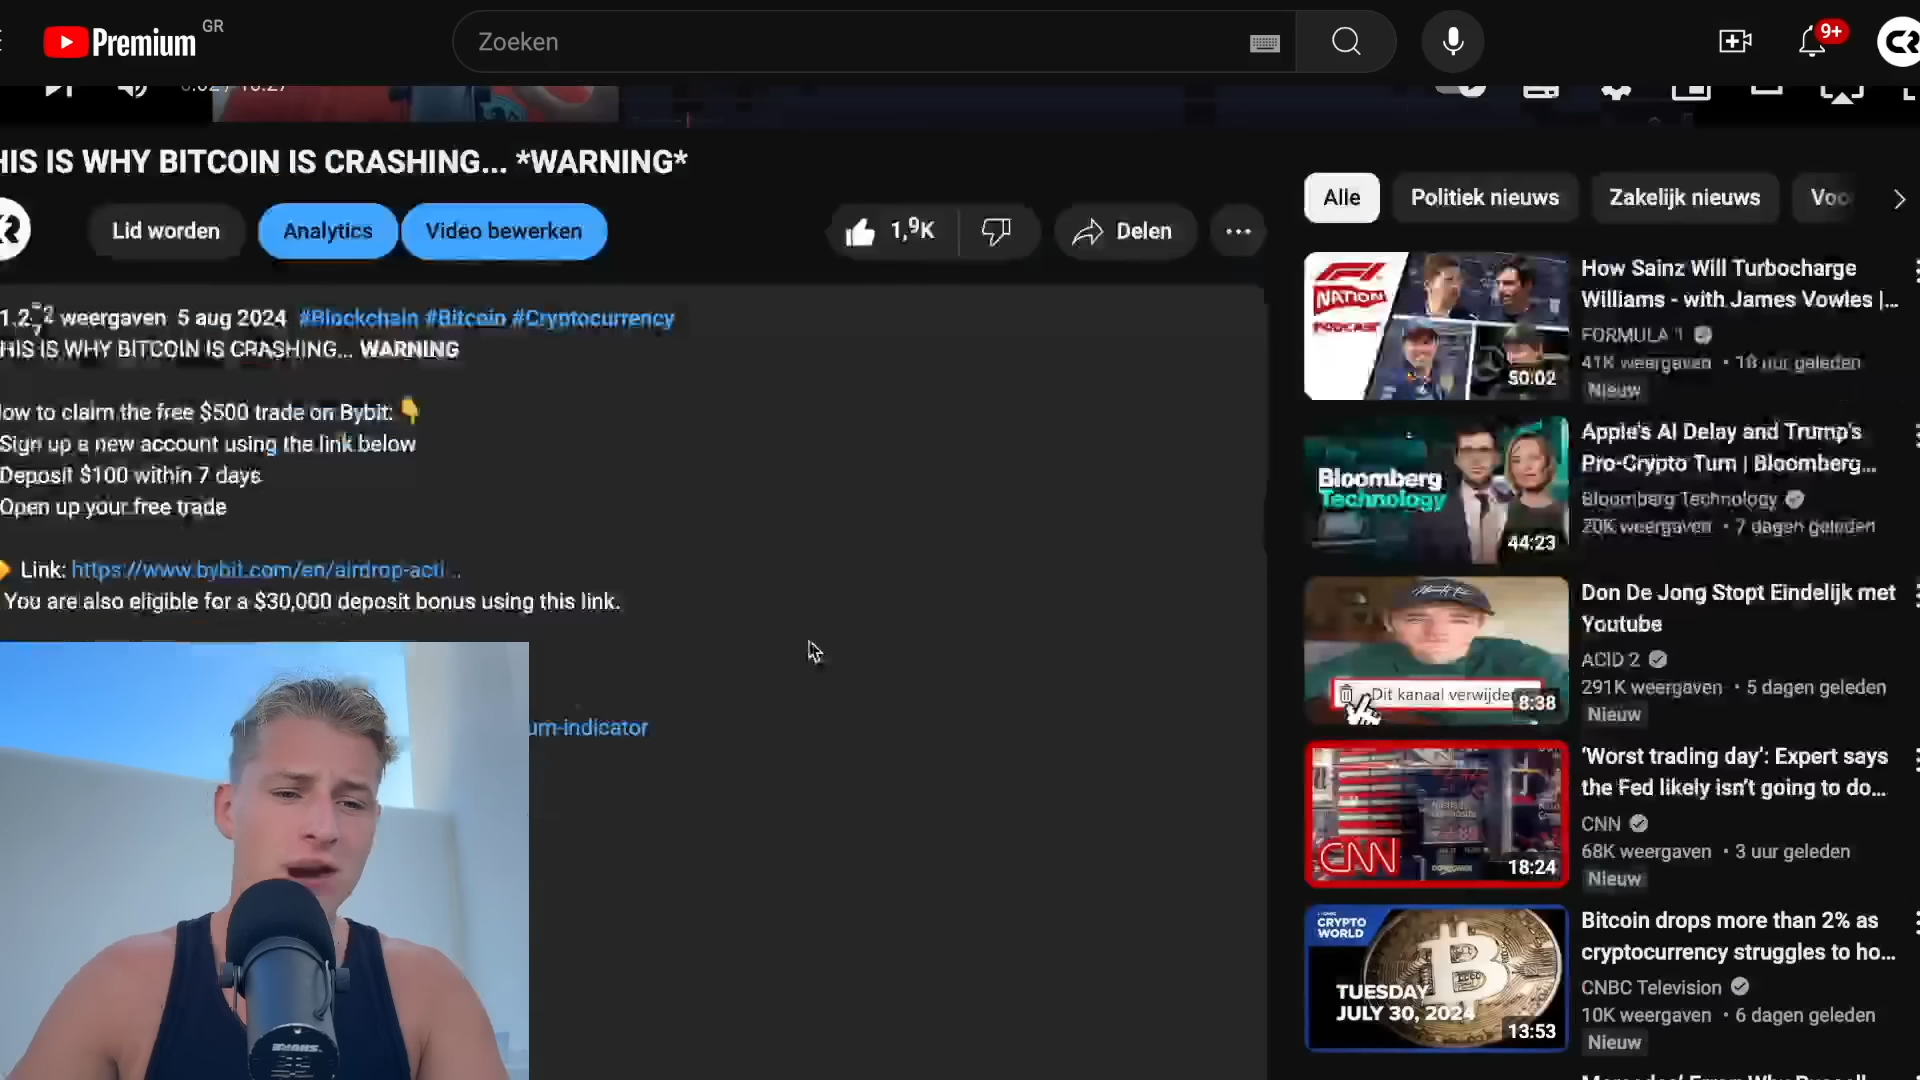 Premium GR
Zoeken
9+
HIS IS WHY BITCOIN IS CRASHING... *WARNING*
Lid worden
Analytics
Video bewerken
1,9K
Delen
weergaven 5 aug 2024 #Blockchain #Bitcoin #Cryptocurrency
HIS IS WHY BITCOIN IS CRASHING... WARNING
ow to claim the free $500 trade on Bybit:
Sign up a new account using the link below
Deposit $100 within 7 days
Open up your free trade
Link: https://www.bybit.com/en/airdrop-acti ...
You are also eligible for a $30,000 deposit bonus using this link.
um-indicator
Alle
Politiek nieuws
Zakelijk nieuws
Voo
NATION
PODCAST
50:02
How Sainz Will Turbocharge
Williams - with James Vowles |...
FORMULA 1
41K weergaven • 18 uur geleden
Nieuw
Bloomberg
Technology
44:23
Apple's AI Delay and Trump's
Pro-Crypto Turn | Bloomberg...
Bloomberg Technology
20K weergaven • 7 dagen geleden
Dit kanaal verwijder
8:38
Don De Jong Stopt Eindelijk met
Youtube
ACID 2
291K weergaven • 5 dagen geleden
Nieuw
CNN
18:24
'Worst trading day': Expert says
the Fed likely isn't going to do...
CNN
68K weergaven • 3 uur geleden
Nieuw
CRYPTO
WORLD
TUESDAY
JULY 30, 2024
13:53
Bitcoin drops more than 2% as
cryptocurrency struggles to ho...
CNBC Television
10K weergaven • 6 dagen geleden
Nieuw